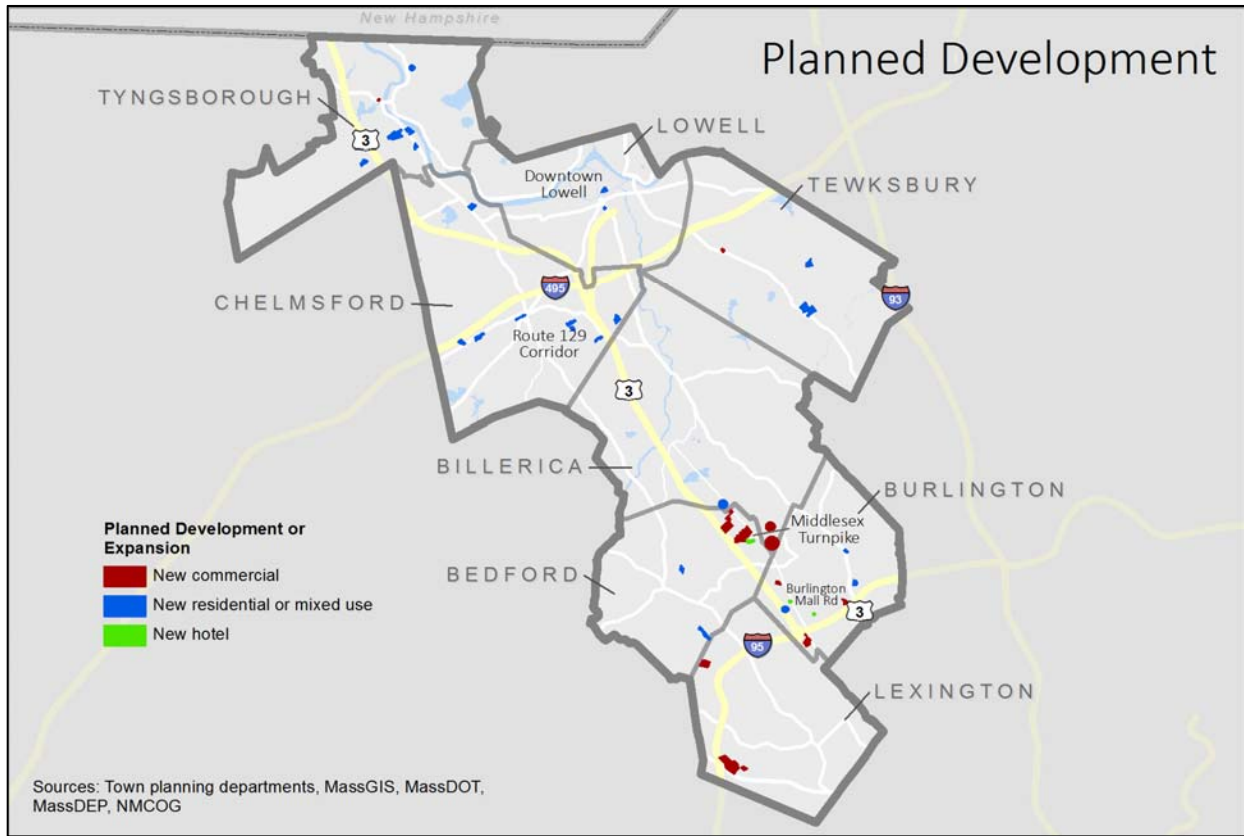 New Hampshire
Planned Development
TYNGSBOROUGH
3
LOWELL
Downtown
Lowell
TEWKSBURY
CHELMSFORD
495
93
Route 129
Corridor
3
BILLERICA
BURLINGTON
Middlesex
Turnpike
Planned Development or
Expansion
New commercial
New residential or mixed use
New hotel
BEDFORD
Burlington
Mall Rd
3
95
LEXINGTON
Sources: Town planning departments, MassGIS, MassDOT,
MassDEP, NMCOG